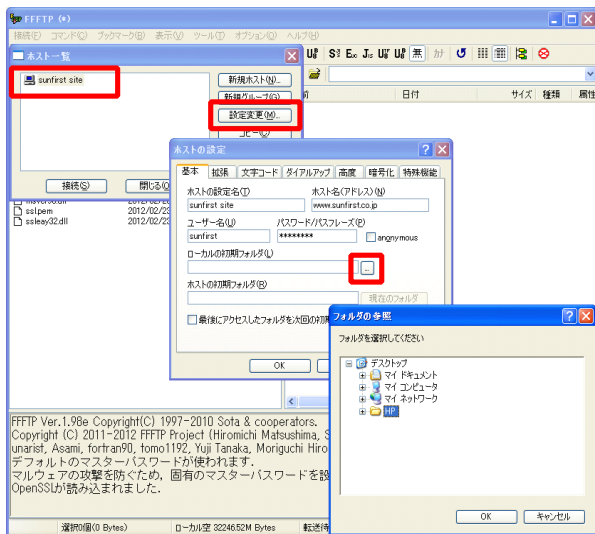 FFFTP (*)
接続(E) コマンド(C) ブックマーク(B) 表示(V) ツール(T) オプション(O) ヘルプ(H)
ホスト一覧
sunfirst site
新規ホスト(N)...
新規グループ(G)...
設定変更(M)...
コピー(C)
接続(S)
閉じる(O)
無
日付
サイズ
種類
ssl.pem
2012/02/23
ssleay32.dll
2012/02/23
ホストの設定
基本 拡張 文字コード ダイアルアップ 高度 暗号化 特殊機能
ホストの設定名(T)
ホスト名(アドレス)(N)
sunfirst site
www.sunfirst.co.jp
ユーザー名(U)
パスワード/パスフレーズ(P)
sunfirst
********
anonymous
ローカルの初期フォルダ(L)
...
ホストの初期フォルダ(R)
現在のフォルダ
最後にアクセスしたフォルダを次回の初期
OK
フォルダの参照
フォルダを選択してください
デスクトップ
マイ ドキュメント
マイ コンピュータ
マイ ネットワーク
HP
OK
キャンセル
FFFTP Ver.1.98e Copyright(C) 1997-2010 Sota & cooperators.
Copyright (C) 2011-2012 FFFTP Project (Hiromichi Matsushima, S
unarist, Asami, fortran90, tomo1192, Yuji Tanaka, Moriguchi Hiro
デフォルトのマスターパスワードが使われます.
マルウェアの攻撃を防ぐため, 固有のマスターパスワードを設
OpenSSLが読み込まれました.
選択0個(0 Bytes)
ローカル空 32246.52M Bytes
転送待